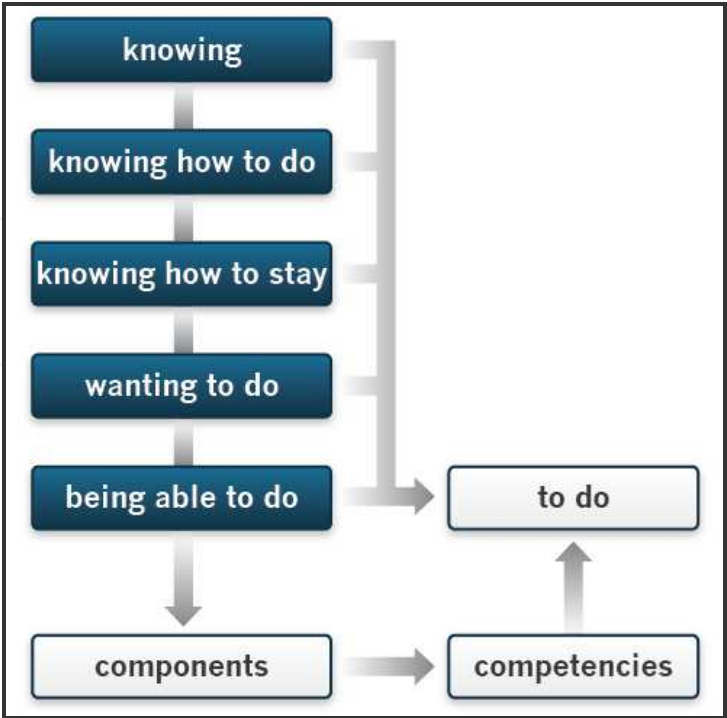 knowing
knowing how to do
knowing how to stay
wanting to do
being able to do
to do
components
competencies